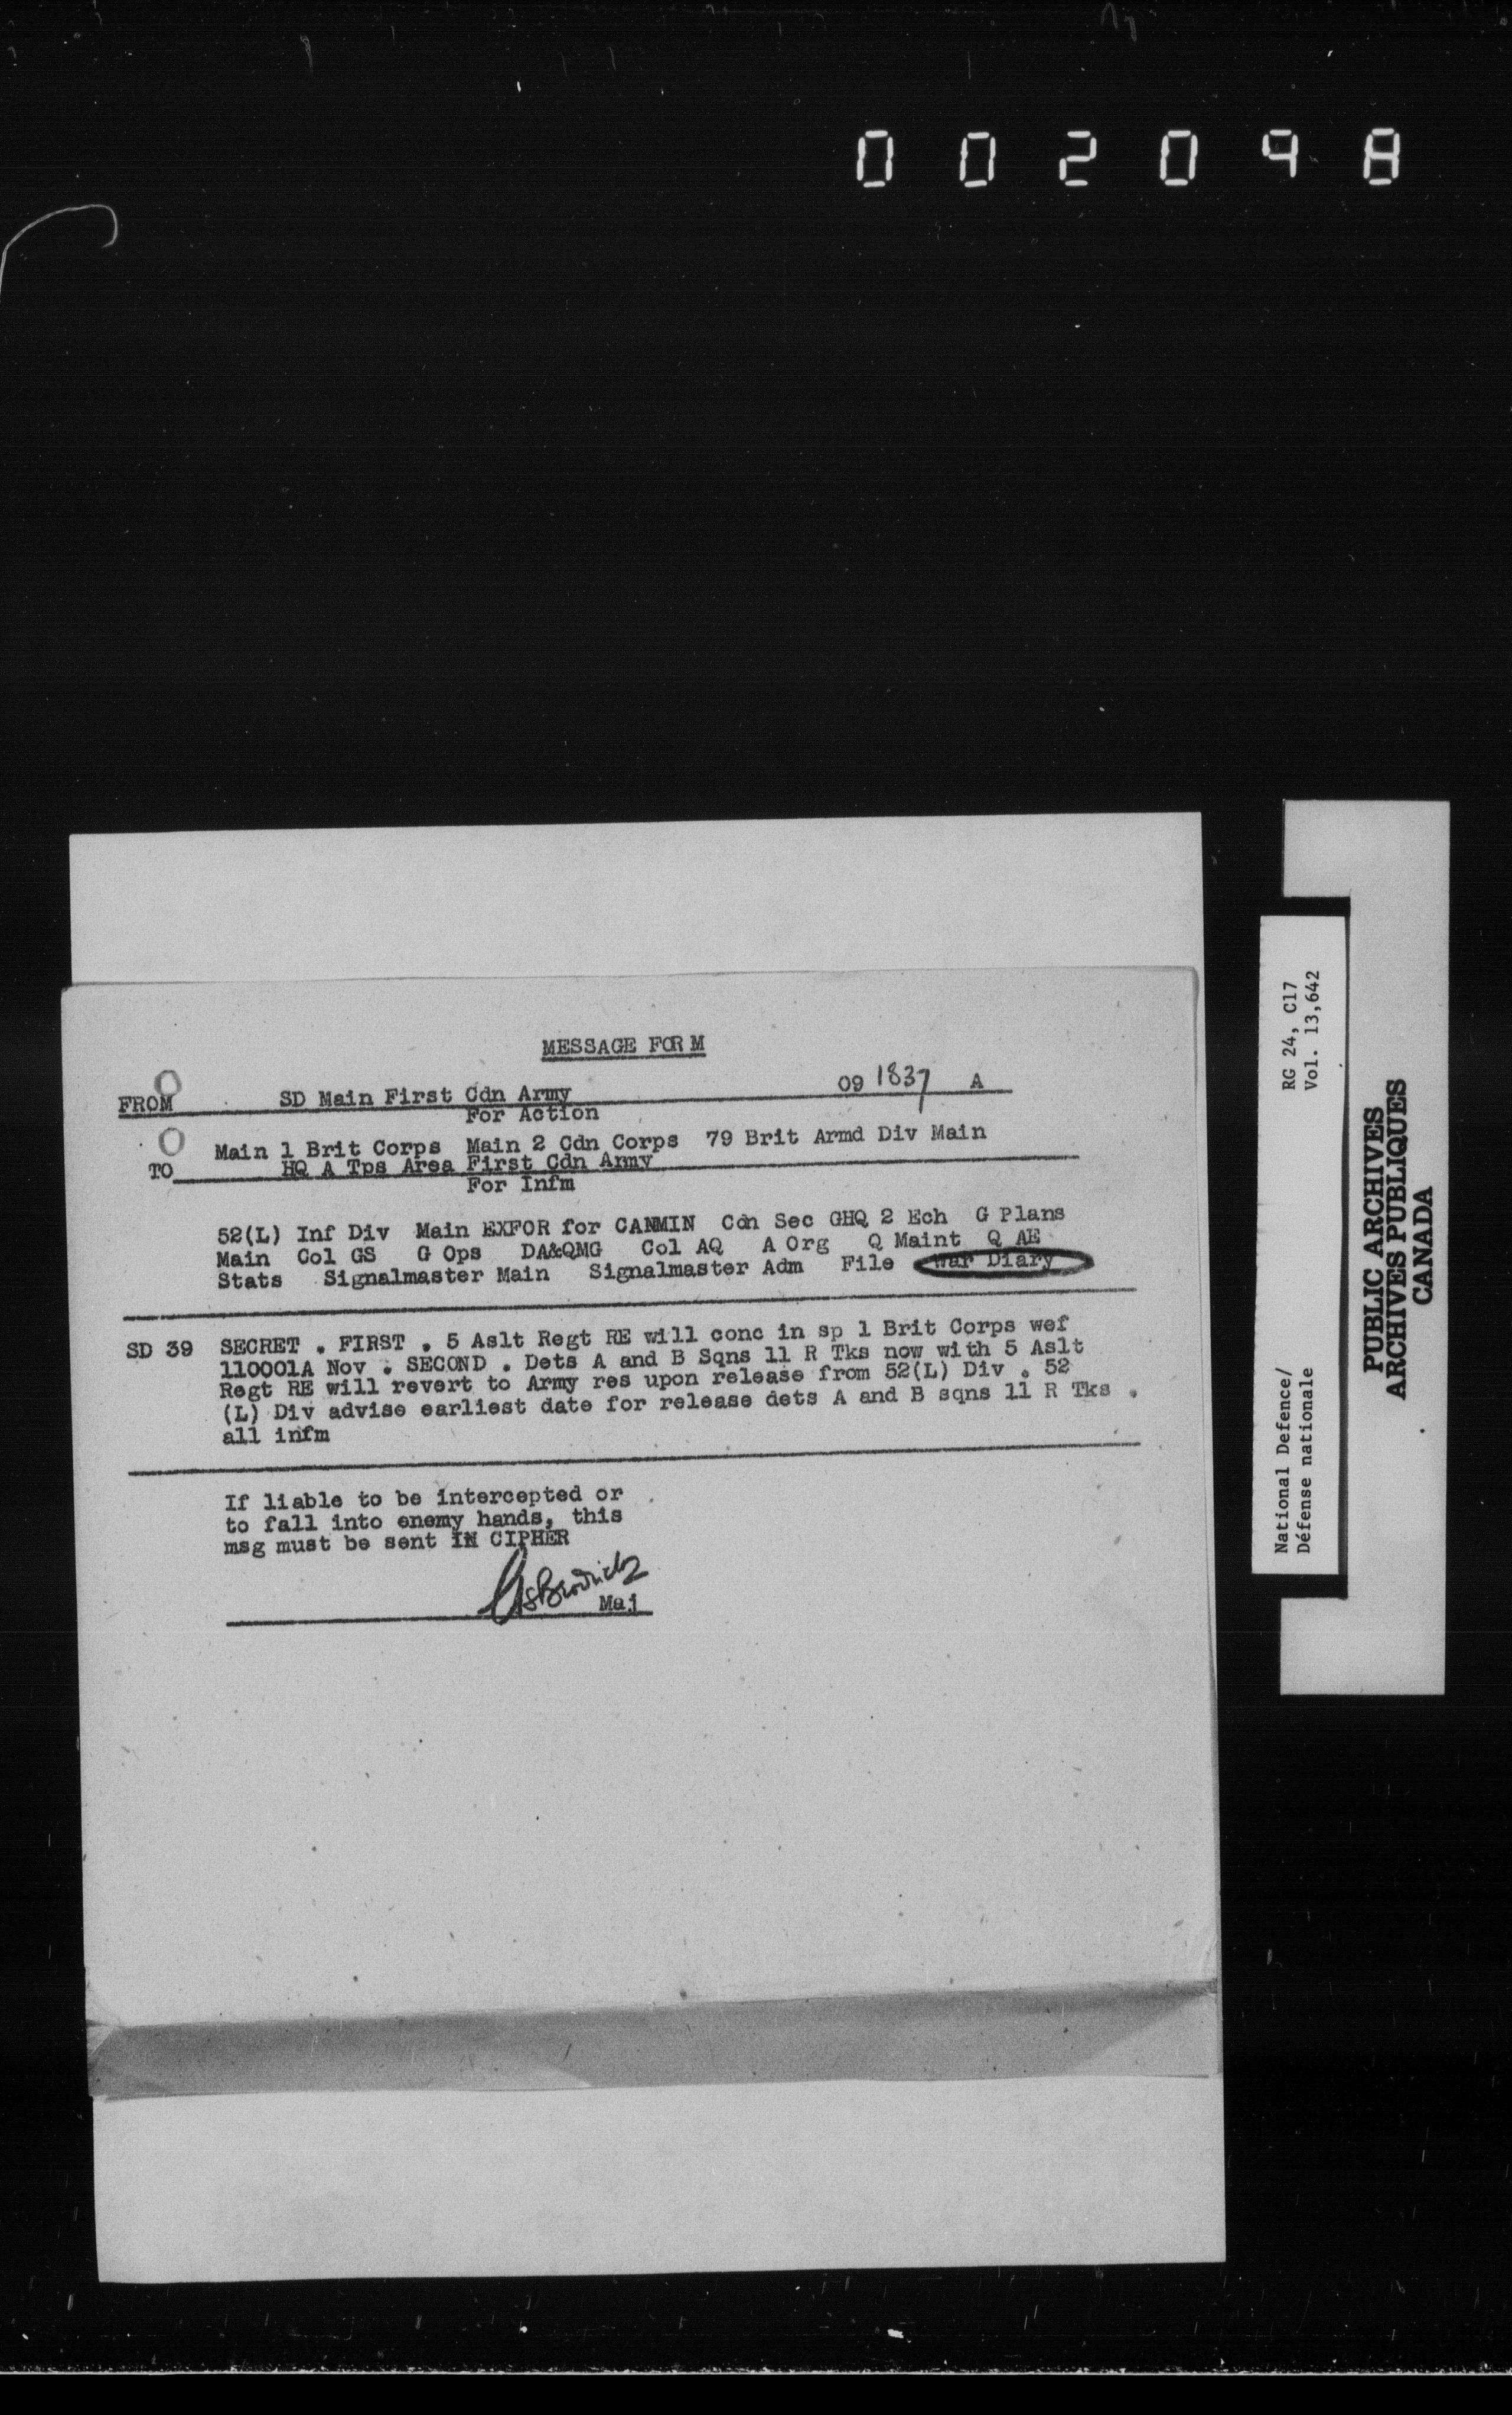 002098
MESSAGE FORM
FROM SD Main First Cdn Army 091837 A
For Action
Main 1 Brit Corps Main 2 Cdn Corps 79 Brit Armd Div Main
TO HQ A Tps Area First Cdn Army
For Infm
52(L) Inf Div Main EXFOR for CANMIN Cdn Sec GHQ 2 Ech G Plans
Main Col GS G Ops DA&QMG Col AQ A Org Q Maint Q AE
Stats Signalmaster Main Signalmaster Adm File War Diary
SD 39 SECRET . FIRST . 5 Aslt Regt RE will conc in sp 1 Brit Corps wef
110001A Nov . SECOND . Dets A and B Sqns 11 R Tks now with 5 Aslt
Regt RE will revert to Army res upon release from 52(L) Div . 52
(L) Div advise earliest date for release dets A and B sqns 11 R Tks .
all infm
If liable to be intercepted or
to fall into enemy hands, this
msg must be sent IN CIPHER
Maj
RG 24, C17
Vol. 13,642
National Defence/
Défense nationale
PUBLIC ARCHIVES
ARCHIVES PUBLIQUES
CANADA